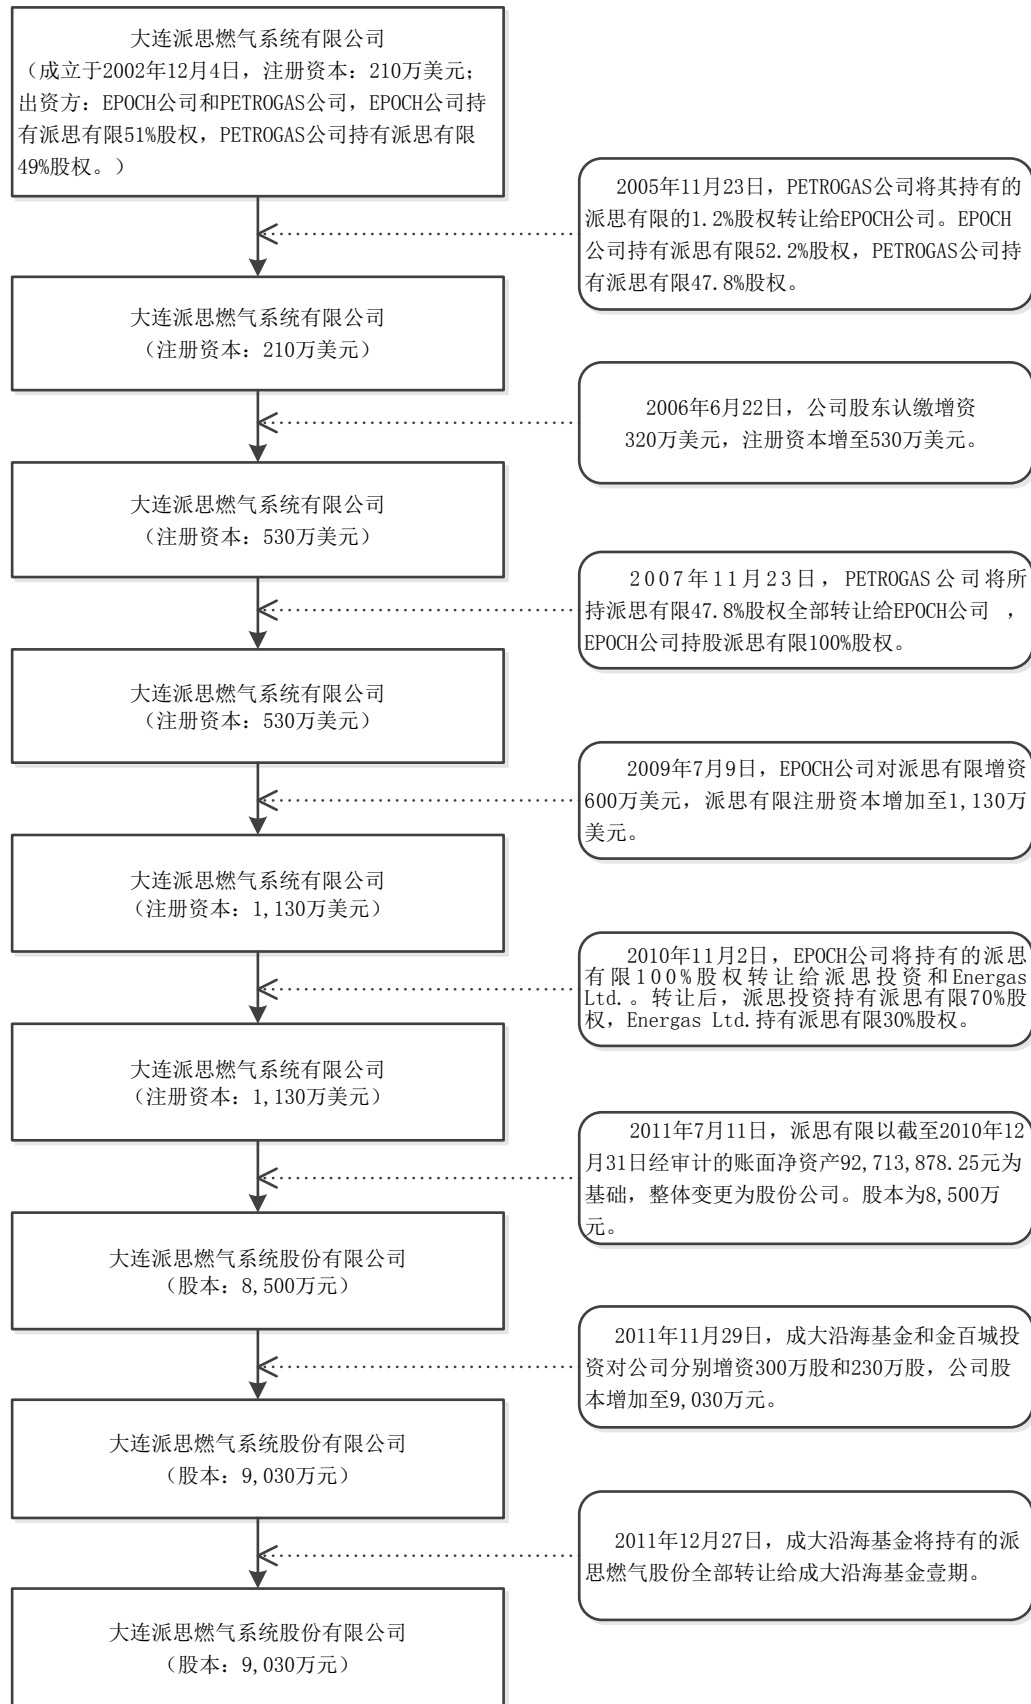 大连派思燃气系统有限公司
（成立于2002年12月4日，注册资本：210万美元；
出资方：EPOCH公司和PETROGAS公司，EPOCH公司持
有派思有限51%股权，PETROGAS公司持有派思有限
49%股权。）
2005年11月23日，PETROGAS公司将其持有的
派思有限的1.2%股权转让给EPOCH公司。EPOCH
公司持有派思有限52.2%股权，PETROGAS公司持
有派思有限47.8%股权。
大连派思燃气系统有限公司
（注册资本：210万美元）
2006年6月22日，公司股东认缴增资
320万美元，注册资本增至530万美元。
大连派思燃气系统有限公司
（注册资本：530万美元）
2007年11月23日，PETROGAS公司将所
持派思有限47.8%股权全部转让给EPOCH公司 ，
EPOCH公司持股派思有限100%股权。
大连派思燃气系统有限公司
（注册资本：530万美元）
2009年7月9日，EPOCH公司对派思有限增资
600万美元，派思有限注册资本增加至1,130万
美元。
大连派思燃气系统有限公司
（注册资本：1,130万美元）
2010年11月2日，EPOCH公司将持有的派思
有限100%股权转让给派思投资和Energas
Ltd.。转让后，派思投资持有派思有限70%股
权，Energas Ltd.持有派思有限30%股权。
大连派思燃气系统有限公司
（注册资本：1,130万美元）
2011年7月11日，派思有限以截至2010年12
月31日经审计的账面净资产92,713,878.25元为
基础，整体变更为股份公司。股本为8,500万
元。
大连派思燃气系统股份有限公司
（股本：8,500万元）
2011年11月29日，成大沿海基金和金百城投
资对公司分别增资300万股和230万股，公司股
本增加至9,030万元。
大连派思燃气系统股份有限公司
（股本：9,030万元）
2011年12月27日，成大沿海基金将持有的派
思燃气股份全部转让给成大沿海基金壹期。
大连派思燃气系统股份有限公司
（股本：9,030万元）